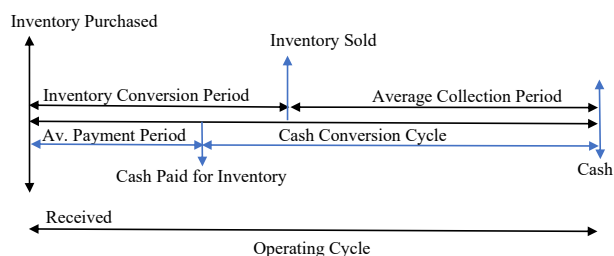 Inventory Purchased
Inventory Sold
Inventory Conversion Period
Average Collection Period
Av. Payment Period
Cash Conversion Cycle
Cash Paid for Inventory
Cash
Received
Operating Cycle